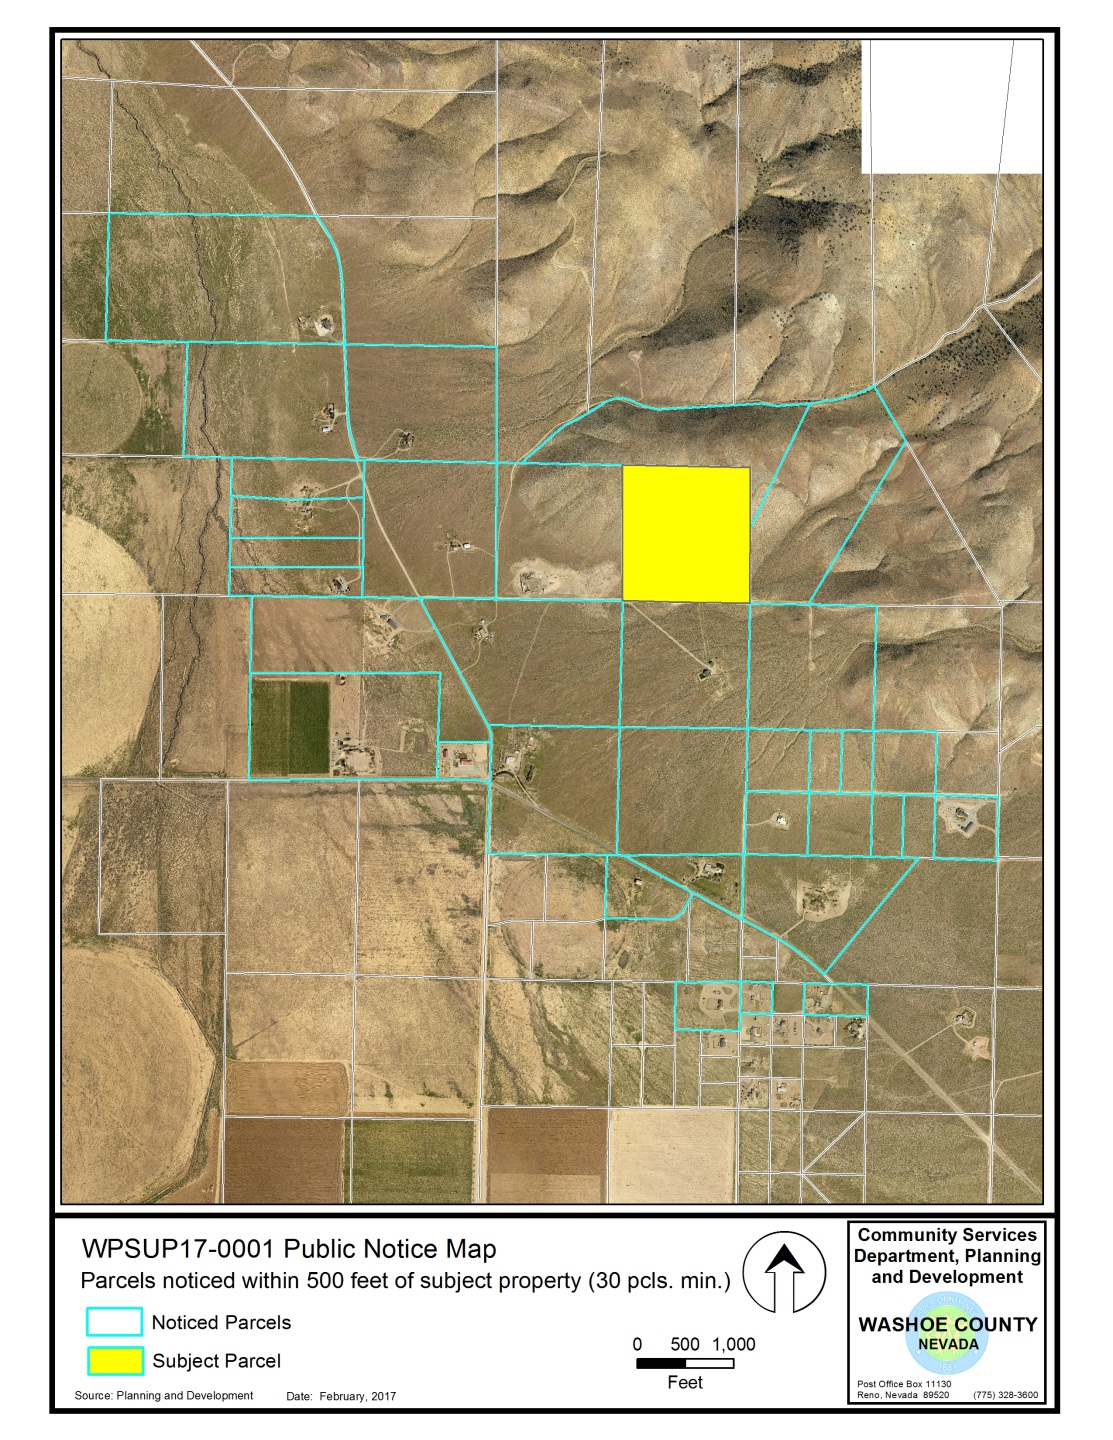 WPSUP17-0001 Public Notice Map
Parcels noticed within 500 feet of subject property (30 pcls. min.)
Noticed Parcels
Subject Parcel
Source: Planning and Development
Date: February, 2017
0 500 1,000
Feet
Community Services
Department, Planning
and Development
WASHOE COUNTY
NEVADA
1861
Post Office Box 11130
Reno, Nevada 89520 (775) 328-3600